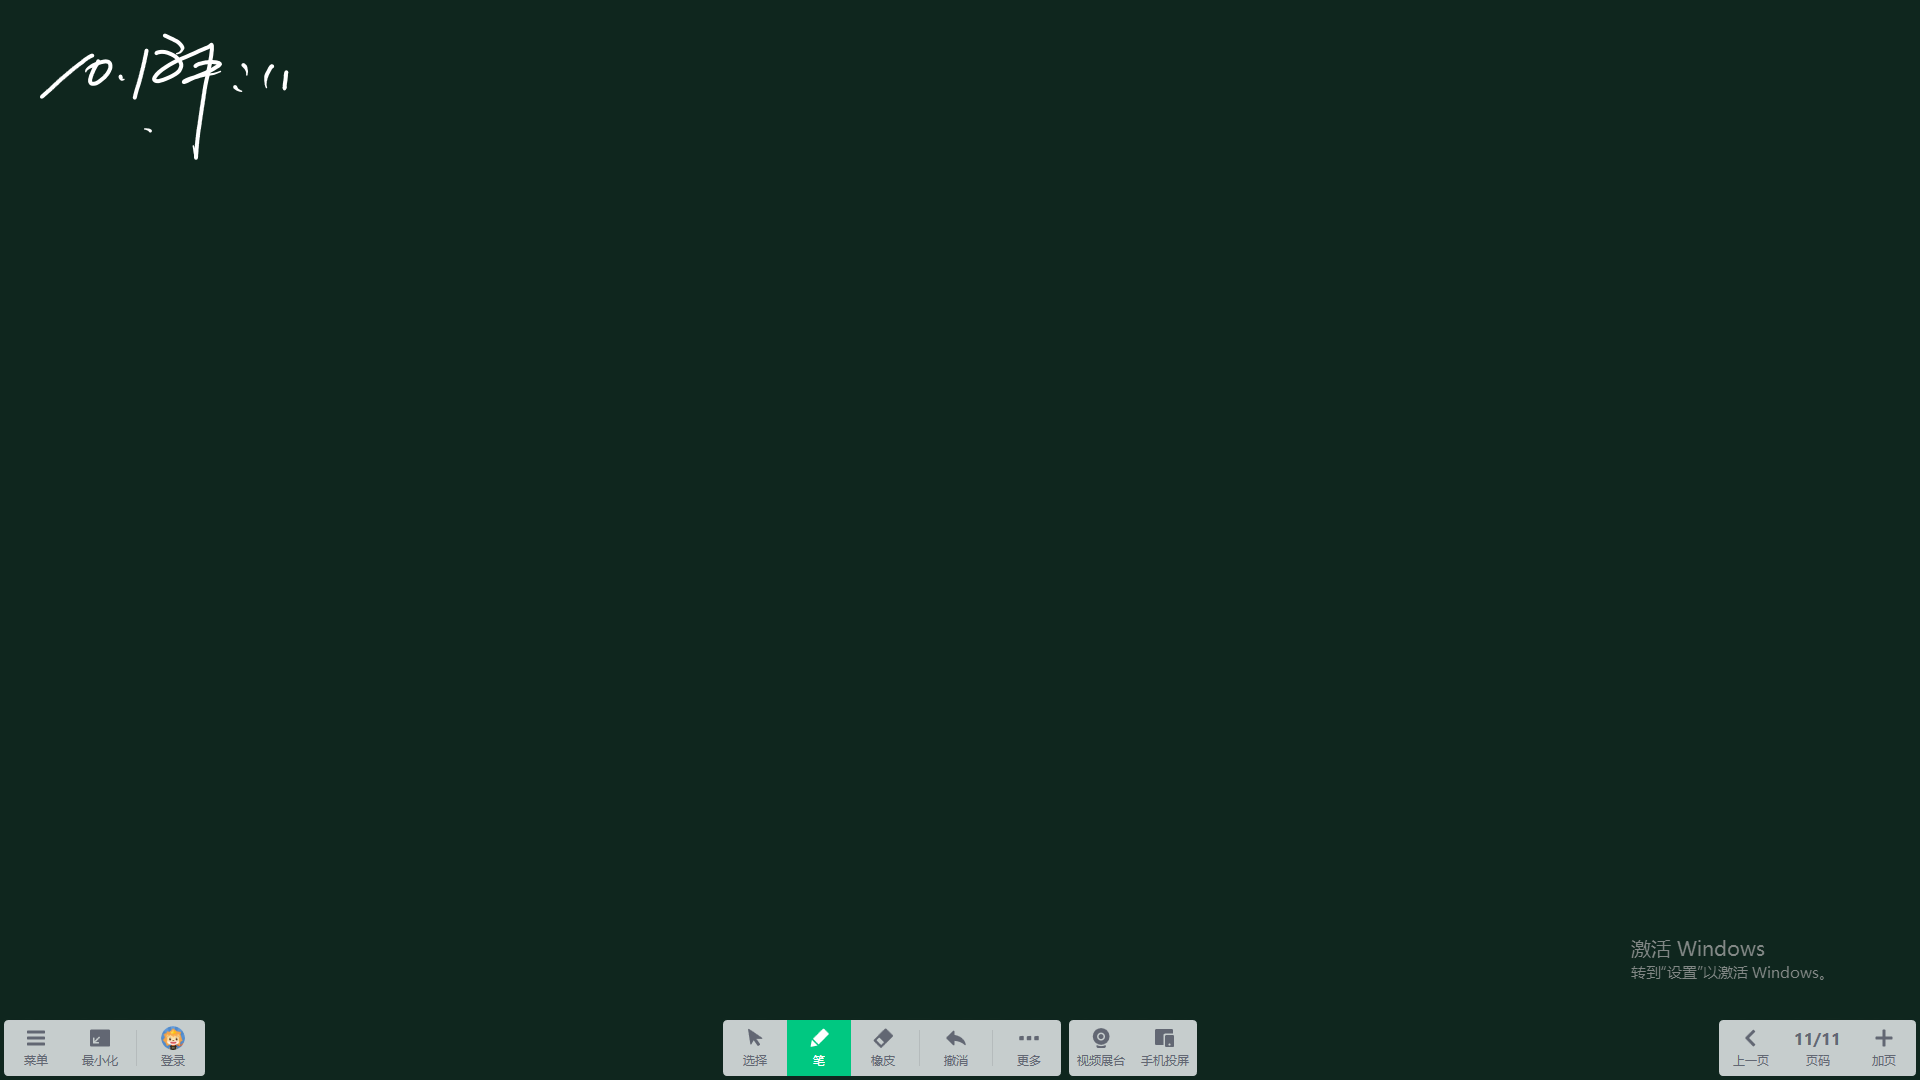 10.解:(1
激活 Windows
转到“设置”以激活 Windows。
菜单 最小化 登录 选择 笔 橡皮 撤消 更多 视频展台 手机投屏 上一页 11/11 页码 加页